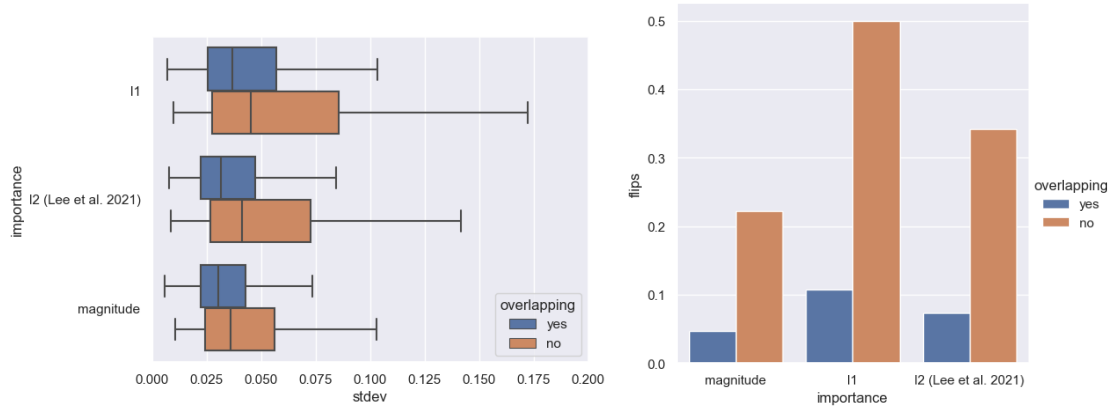 importance
l1
l2 (Lee et al. 2021)
magnitude
overlapping
yes
no
0.000 0.025 0.050 0.075 0.100 0.125 0.150 0.175 0.200
stdev
flips
0.5
0.4
0.3
0.2
0.1
0.0
magnitude l1 l2 (Lee et al. 2021)
importance
overlapping
yes
no